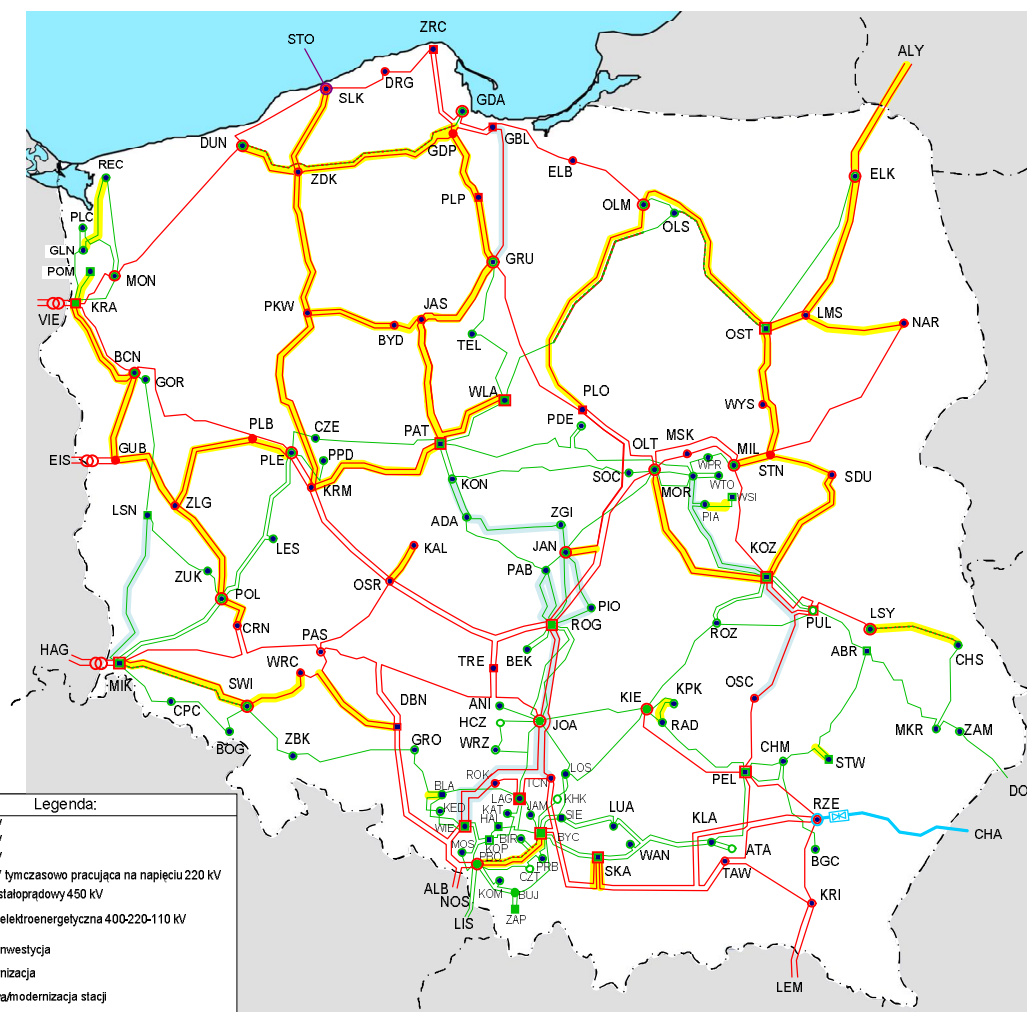 ZRC
STO
ALY
DRG
SLK
GDA
DUN
GBL
GDP
REC
ZDK
ELB
ELK
PLP
OLM
PLC
OLS
GLN
POM
MON
GRU
KRA
PKW
JAS
LMS
NAR
VIE
BYD
OST
TEL
BCN
GOR
WLA
PLO
WYS
PDE
PLB
CZE
PAT
OLT
MSK
MIL
GUB
PLE
PPD
STN
EIS
WPR
SOC
MOR
WTO
SDU
KRM
KON
WSI
ZLG
LSN
ADA
ZGI
PIA
LES
KAL
JAN
KOZ
PAB
ZUK
OSR
POL
PIO
PUL
LSY
CRN
ROG
ROZ
HAG
PAS
BEK
ABR
CHS
WRC
TRE
MIK
SWI
OSC
KPK
DBN
ANI
KIE
CPC
HCZ
JOA
RAD
MKR
ZAM
BOG
WRZ
ZBK
GRO
CHM
STW
LOS
ROK
TCN
PEL
DO
BLA
LAG
KHK
Legenda:
KED
KAT
JAM
SIE
LUA
RZE
HAL
KLA
CHA
WIE
BIR
BYC
MOS
KOP
WAN
ATA
BGC
PBO
PRB
tymczasowo pracująca na napięciu 220 kV
CZT
SKA
TAW
stałoprądowy 450 kV
ALB
KOM
BUJ
NOS
KRI
elektroenergetyczna 400-220-110 kV
LIS
ZAP
nwestycja
nizacja
LEM
wa/modernizacja stacji